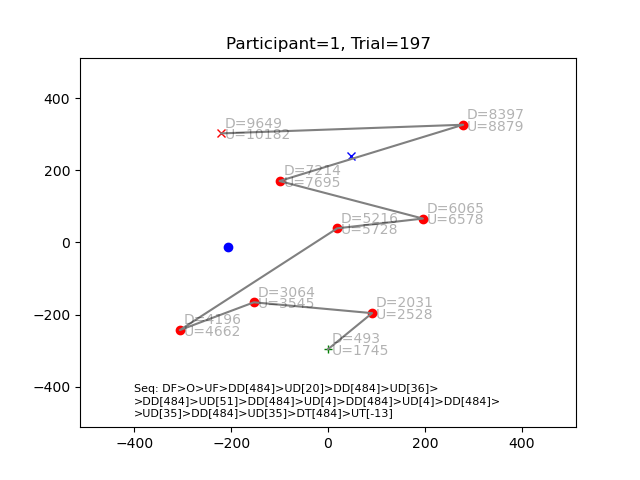 Participant=1, Trial=197
400
200
0
−200
−400
−400
−200
0
200
400
D=9649
U=10182
D=8397
U=8879
D=7214
U=7695
D=6065
U=6578
D=5216
U=5728
D=3064
U=3545
D=2031
U=2528
D=4196
U=4662
D=493
U=1745
Seq: DF>O>UF>DD[484]>UD[20]>DD[484]>UD[36]>
>DD[484]>UD[51]>DD[484]>UD[4]>DD[484]>UD[4]>DD[484]>
>UD[35]>DD[484]>UD[35]>DT[484]>UT[-13]